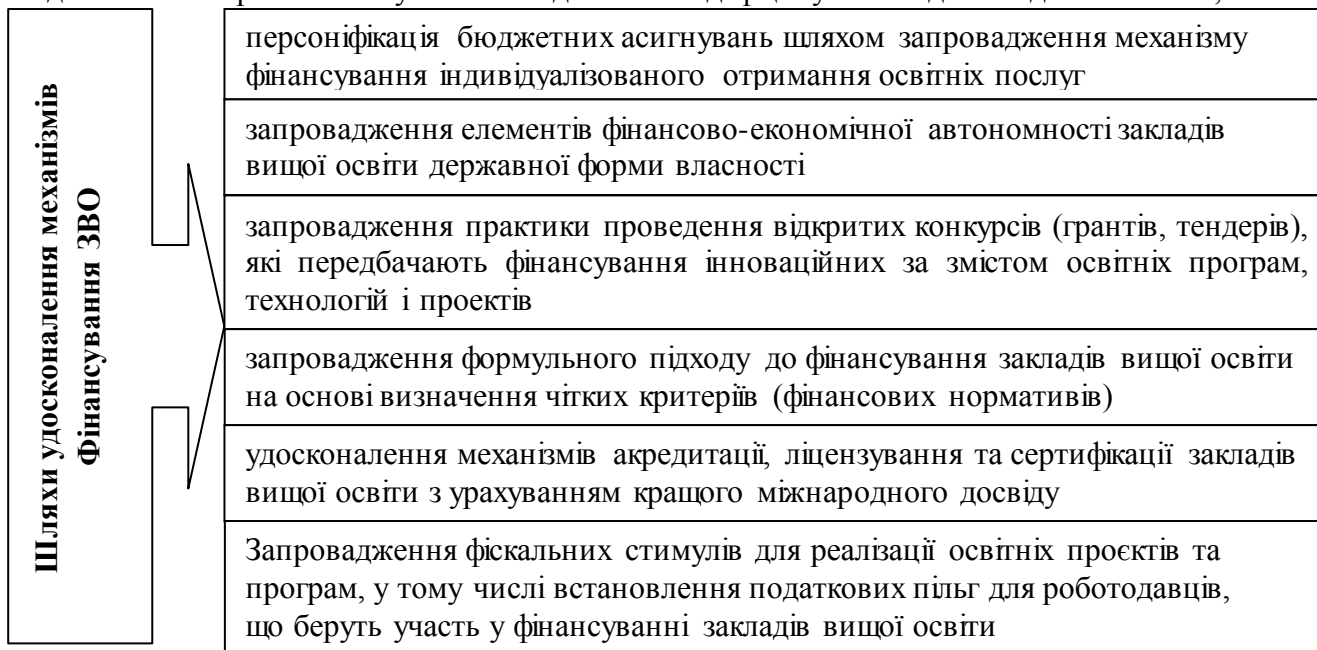 Шляхи удосконалення механізмів
Фінансування ЗВО
персоніфікація бюджетних асигнувань шляхом запровадження механізму
фінансування індивідуалізованого отримання освітніх послуг
запровадження елементів фінансово-економічної автономності закладів
вищої освіти державної форми власності
запровадження практики проведення відкритих конкурсів (грантів, тендерів),
які передбачають фінансування інноваційних за змістом освітніх програм,
технологій і проектів
запровадження формульного підходу до фінансування закладів вищої освіти
на основі визначення чітких критеріїв (фінансових нормативів)
удосконалення механізмів акредитації, ліцензування та сертифікації закладів
вищої освіти з урахуванням кращого міжнародного досвіду
Запровадження фіскальних стимулів для реалізації освітніх проєктів та
програм, у тому числі встановлення податкових пільг для роботодавців,
що беруть участь у фінансуванні закладів вищої освіти